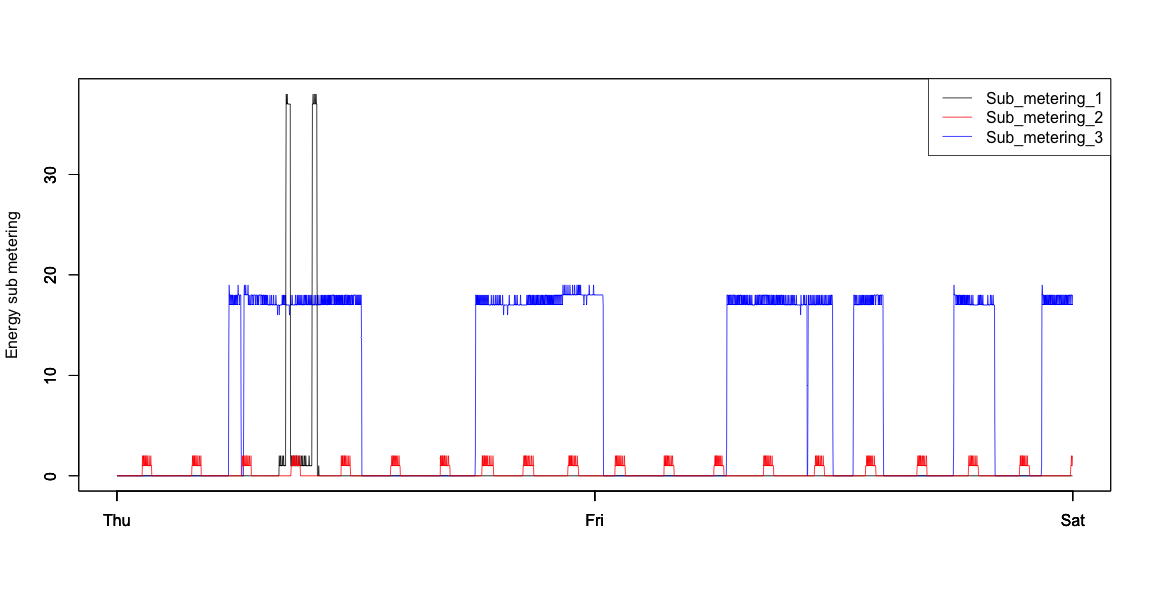 Sub_metering_1
Sub_metering_2
Sub_metering_3
Energy sub metering
30
20
10
0
Thu
Fri
Sat